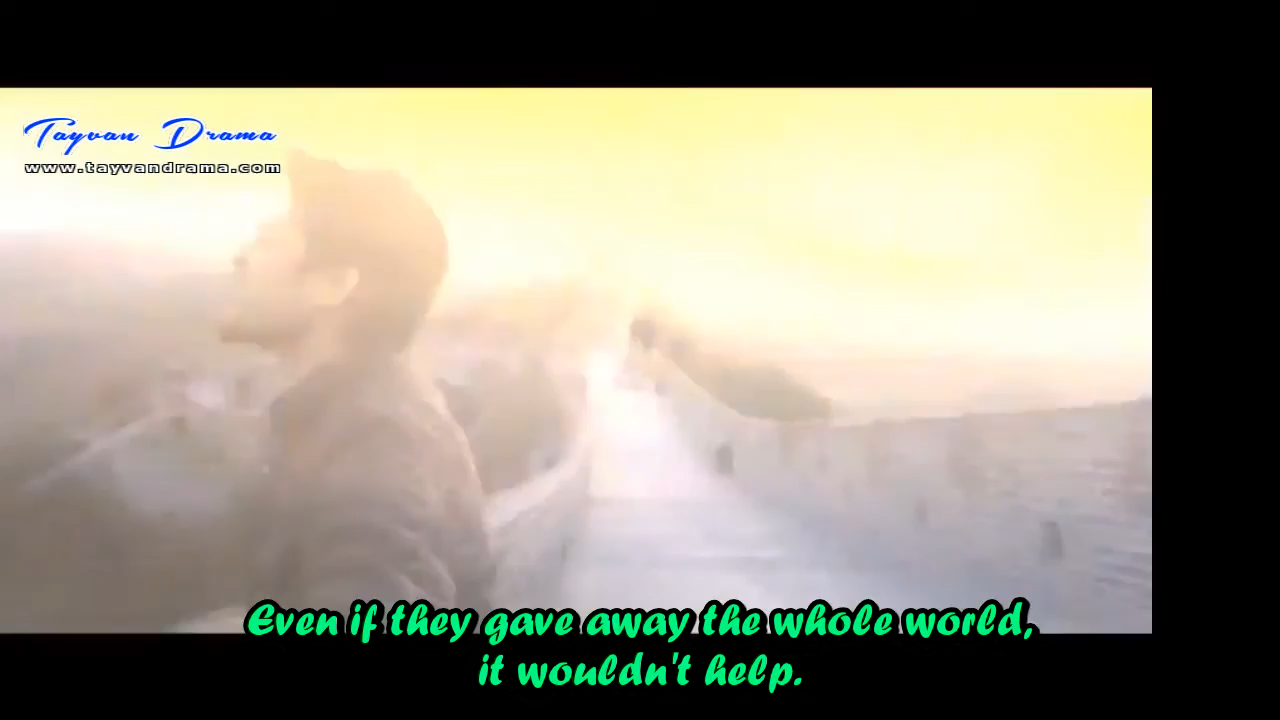 Tayvan Drama
www.tayvandrama.com
Even if they gave away the whole world,
it wouldn't help.